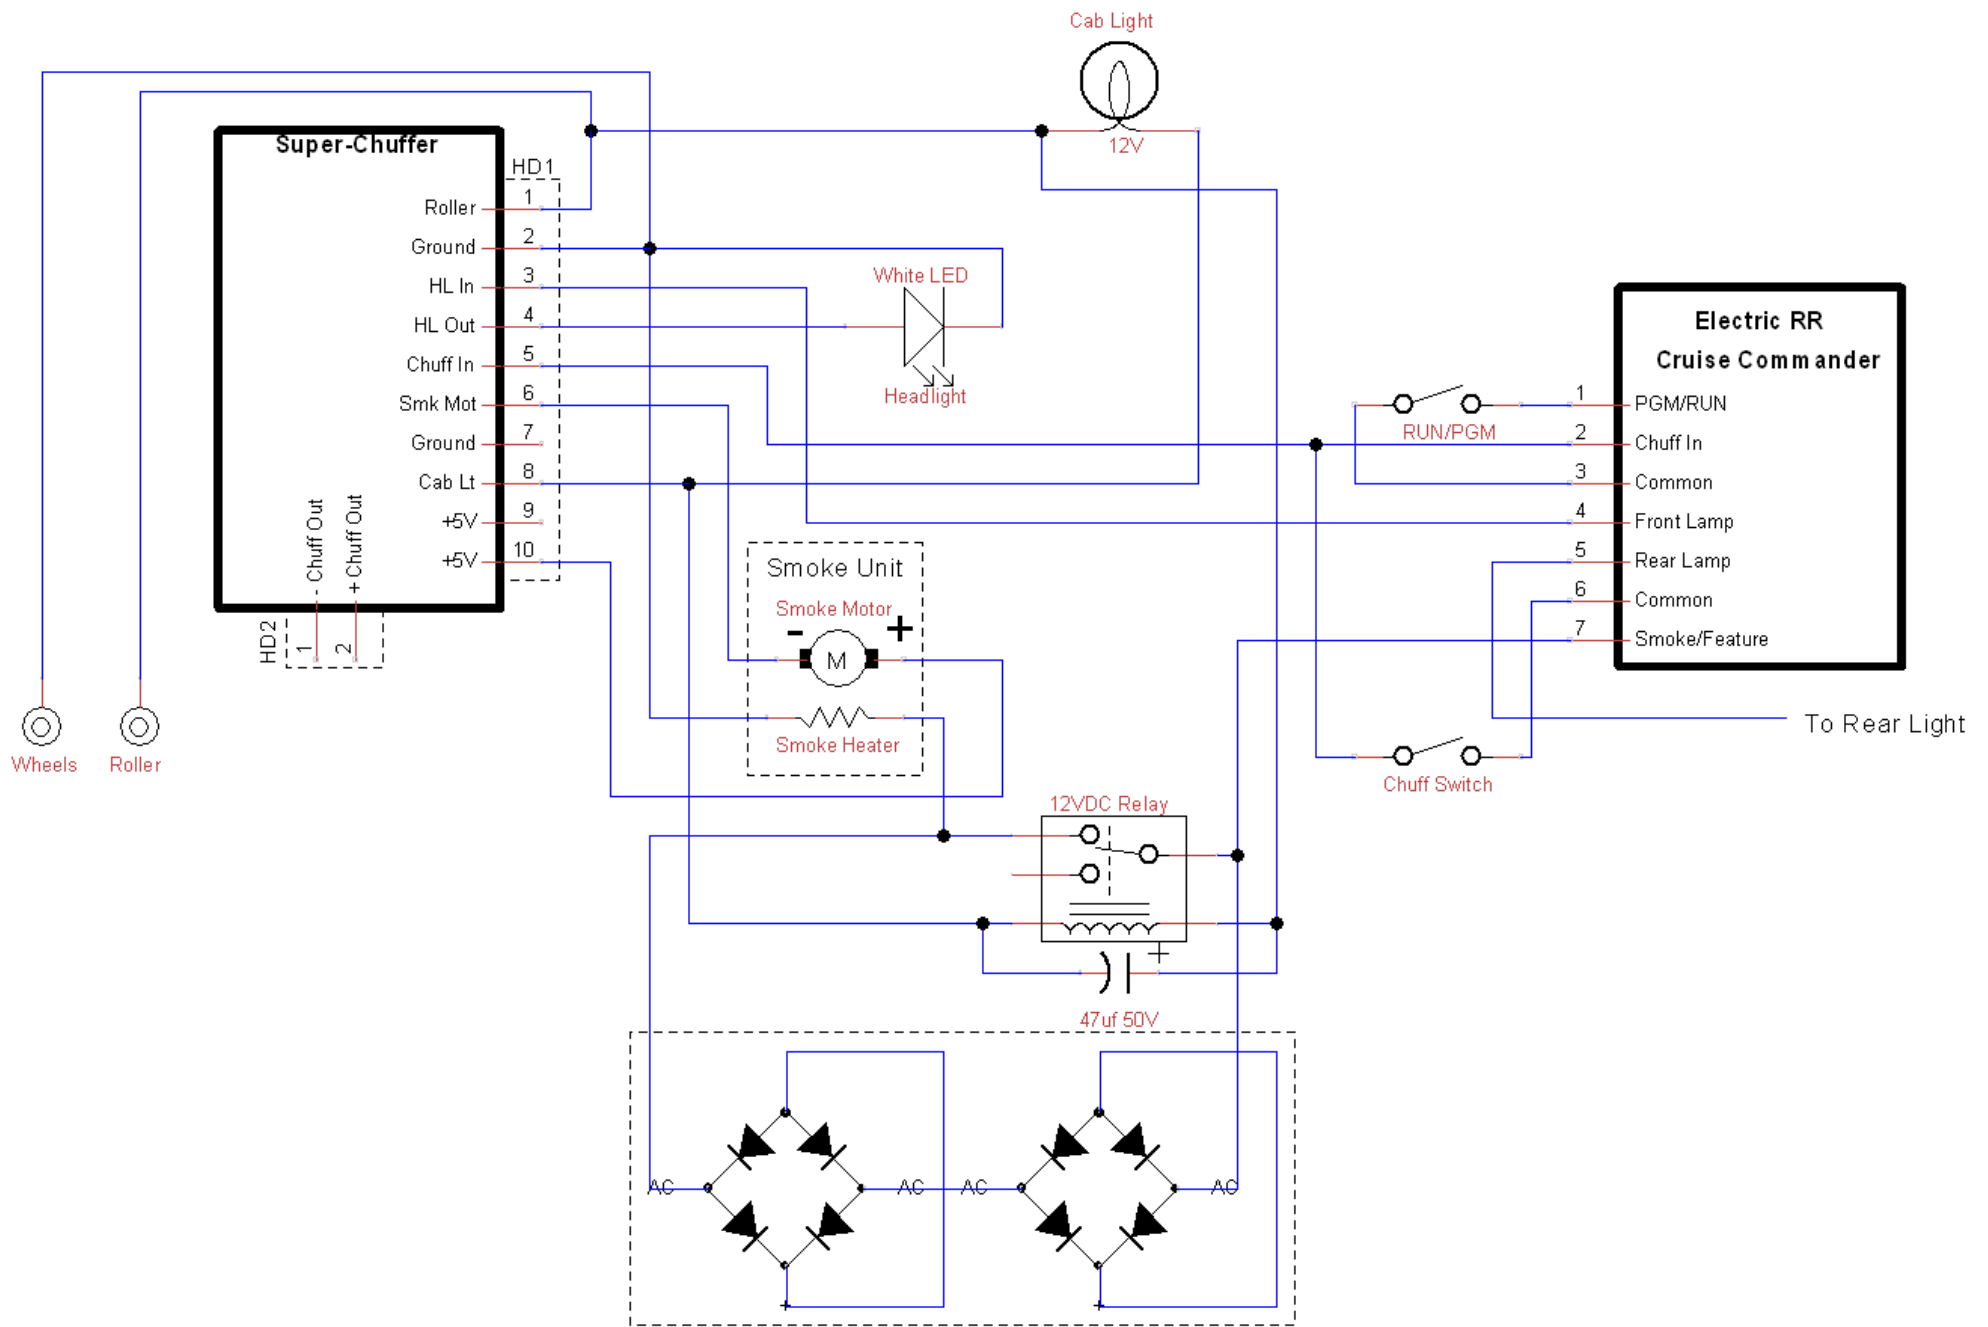 Cab Light
12V
Super-Chuffer
HD1
Roller 1
Ground 2
HL In 3
HL Out 4
Chuff In 5
Smk Mot 6
Ground 7
Cab Lt 8
+5V 9
+5V 10
- Chuff Out
+ Chuff Out
HD2
1
2
Wheels
Roller
White LED
Headlight
Electric RR
Cruise Commander
1 PGM/RUN
2 Chuff In
3 Common
4 Front Lamp
5 Rear Lamp
6 Common
7 Smoke/Feature
RUN/PGM
To Rear Light
Chuff Switch
Smoke Unit
Smoke Motor
- +
M
Smoke Heater
12VDC Relay
+
47uf 50V
AC AC AC AC
- -
+ +